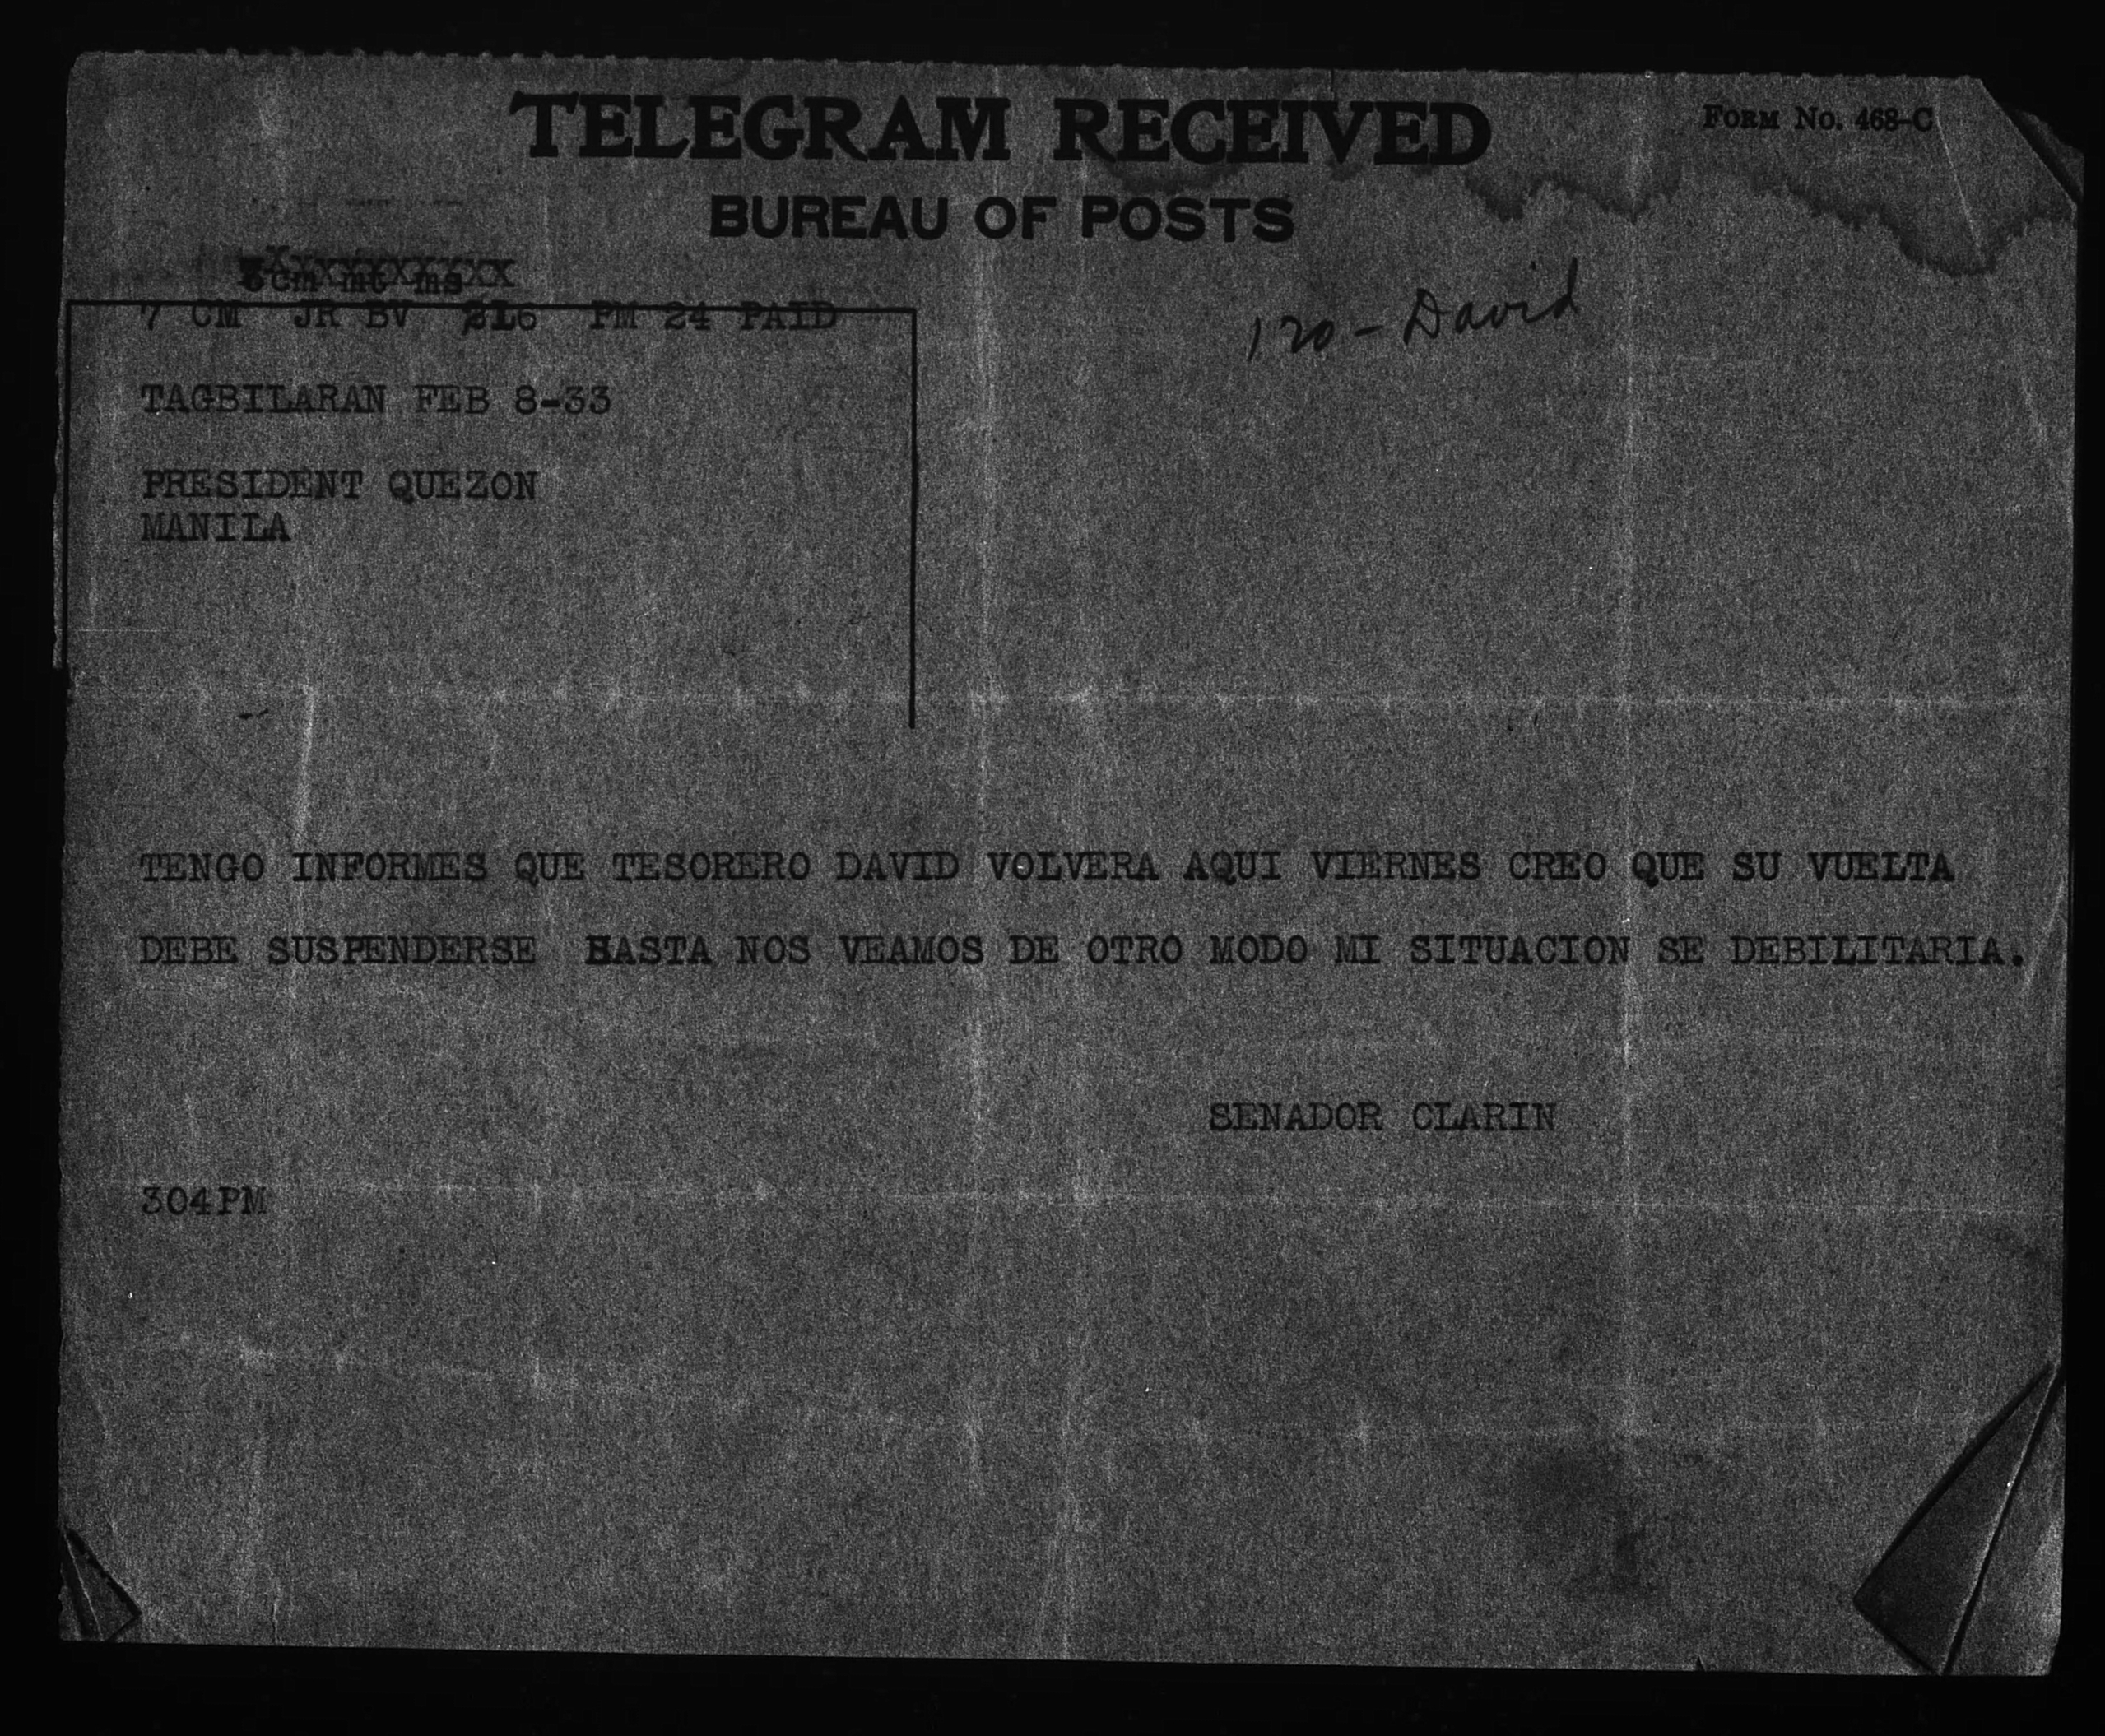 TELEGRAM RECEIVED
FORM No. 468-C
BUREAU OF POSTS
7 CM JR BV 216 PM 24 PAID
120 - David
TAGBILARAN FEB 8-33
PRESIDENT QUEZON
MANILA
TENGO INFORMES QUE TESORERO DAVID VOLVERA AQUI VIERNES CREO QUE SU VUELTA
DEBE SUSPENDERSE HASTA NOS VEAMOS DE OTRO MODO MI SITUACION SE DEBILITARIA.
SENADOR CLARIN
304PM